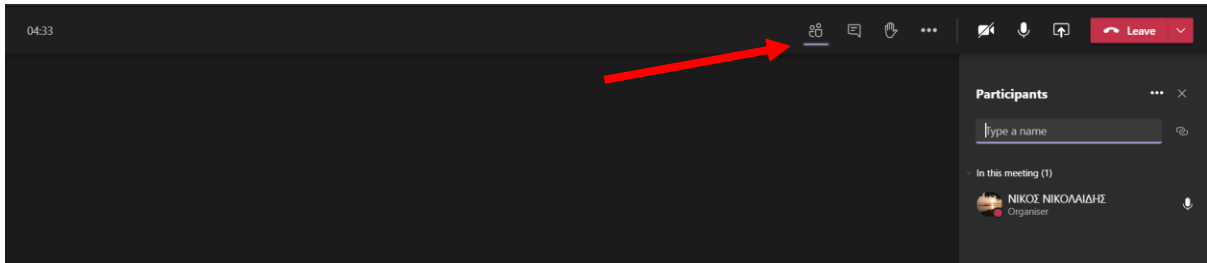 04:33
Leave
Participants
Type a name
In this meeting (1)
ΝΙΚΟΣ ΝΙΚΟΛΑΙΔΗΣ
Organiser